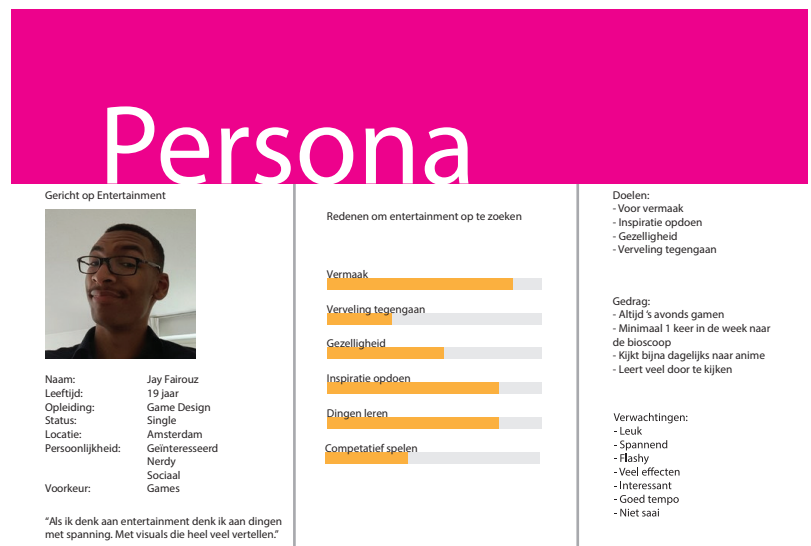 Persona
Gericht op Entertainment
Naam: Jay Fairouz
Leeftijd: 19 jaar
Opleiding: Game Design
Status: Single
Locatie: Amsterdam
Persoonlijkheid: Geïnteresseerd
Nerdy
Sociaal
Voorkeur: Games
“Als ik denk aan entertainment denk ik aan dingen
met spanning. Met visuals die heel veel vertellen.”
Redenen om entertainment op te zoeken
Vermaak
Verveling tegengaan
Gezelligheid
Inspiratie opdoen
Dingen leren
Competatief spelen
Doelen:
- Voor vermaak
- Inspiratie opdoen
- Gezelligheid
- Verveling tegengaan
Gedrag:
- Altijd ‘s avonds gamen
- Minimaal 1 keer in de week naar
de bioscoop
- Kijkt bijna dagelijks naar anime
- Leert veel door te kijken
Verwachtingen:
- Leuk
- Spannend
- Flashy
- Veel effecten
- Interessant
- Goed tempo
- Niet saai